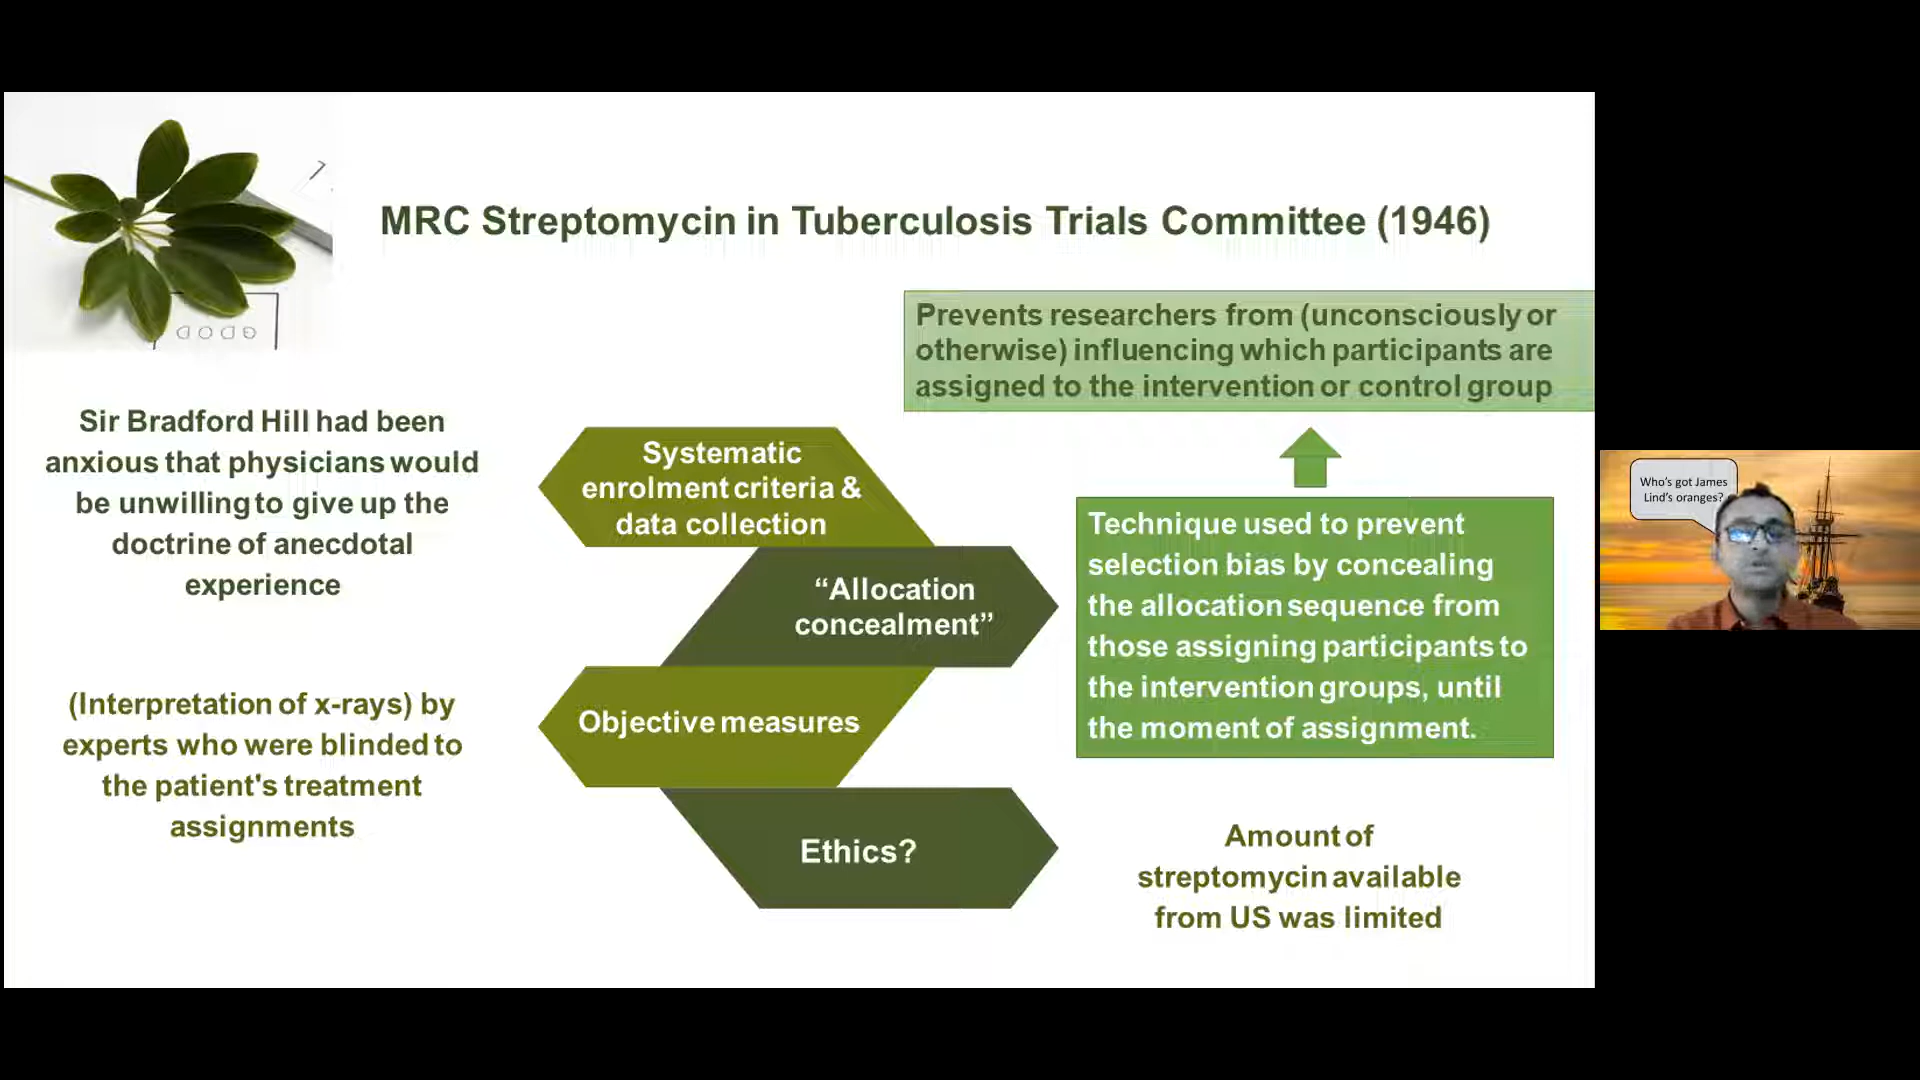 MRC Streptomycin in Tuberculosis Trials Committee (1946)
Prevents researchers from (unconsciously or
otherwise) influencing which participants are
assigned to the intervention or control group
Sir Bradford Hill had been
anxious that physicians would
be unwilling to give up the
doctrine of anecdotal
experience
Systematic
enrolment criteria &
data collection
“Allocation
concealment”
Technique used to prevent
selection bias by concealing
the allocation sequence from
those assigning participants to
the intervention groups, until
the moment of assignment.
(Interpretation of x-rays) by
experts who were blinded to
the patient's treatment
assignments
Objective measures
Ethics?
Amount of
streptomycin available
from US was limited
Who’s got James
Lind’s oranges?